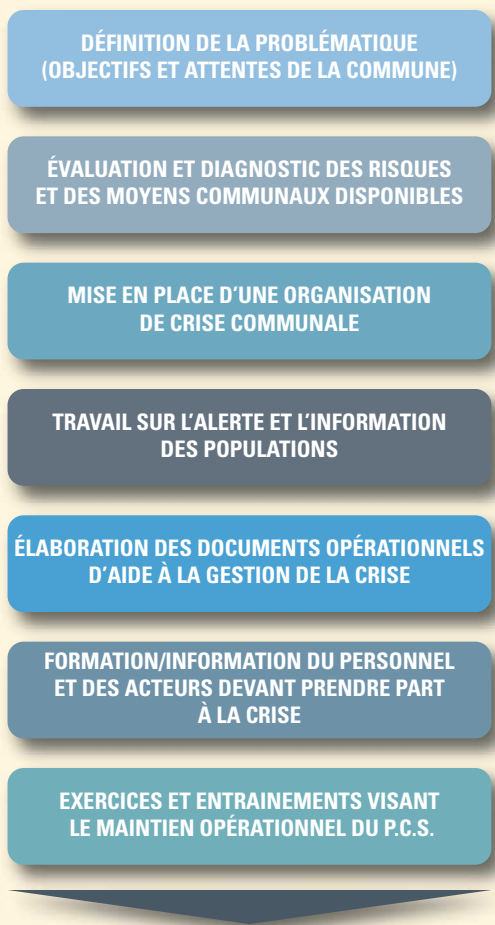 DÉFINITION DE LA PROBLÉMATIQUE
(OBJECTIFS ET ATTENTES DE LA COMMUNE)
ÉVALUATION ET DIAGNOSTIC DES RISQUES
ET DES MOYENS COMMUNAUX DISPONIBLES
MISE EN PLACE D'UNE ORGANISATION
DE CRISE COMMUNALE
TRAVAIL SUR L'ALERTE ET L'INFORMATION
DES POPULATIONS
ÉLABORATION DES DOCUMENTS OPÉRATIONNELS
D'AIDE À LA GESTION DE LA CRISE
FORMATION/INFORMATION DU PERSONNEL
ET DES ACTEURS DEVANT PRENDRE PART
À LA CRISE
EXERCICES ET ENTRAINEMENTS VISANT
LE MAINTIEN OPÉRATIONNEL DU P.C.S.